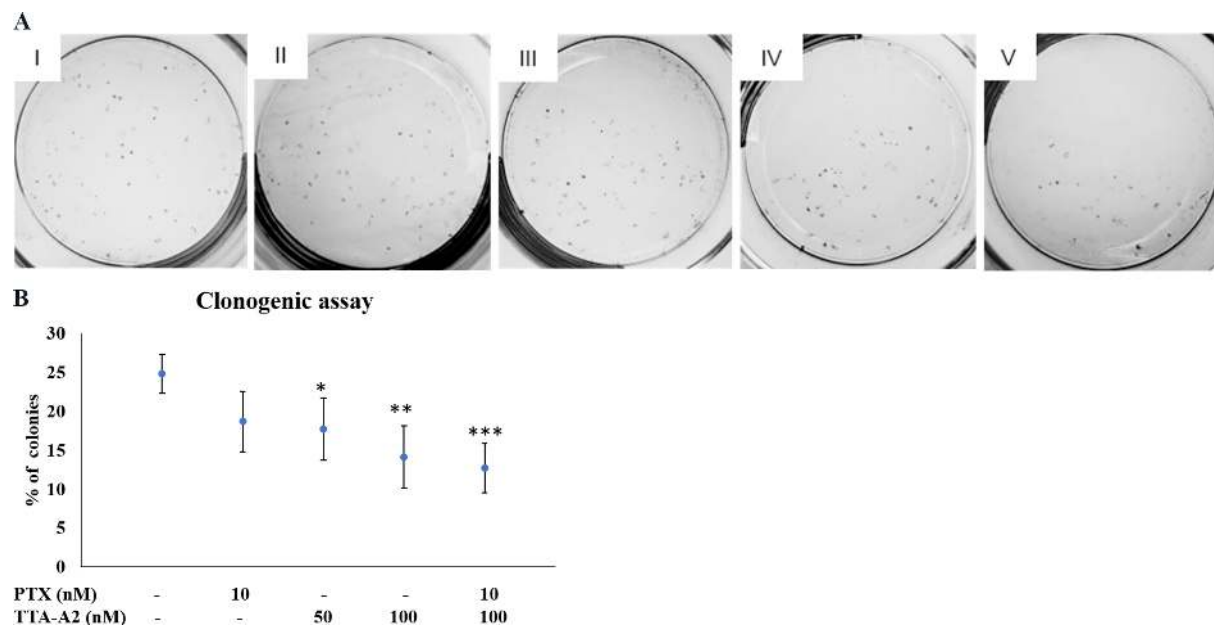 A
I II III IV V
B
Clonogenic assay
% of colonies
30
25
20
15
10
5
0
*
**
***
PTX (nM) - 10 - - 10
TTA-A2 (nM) - - 50 100 100